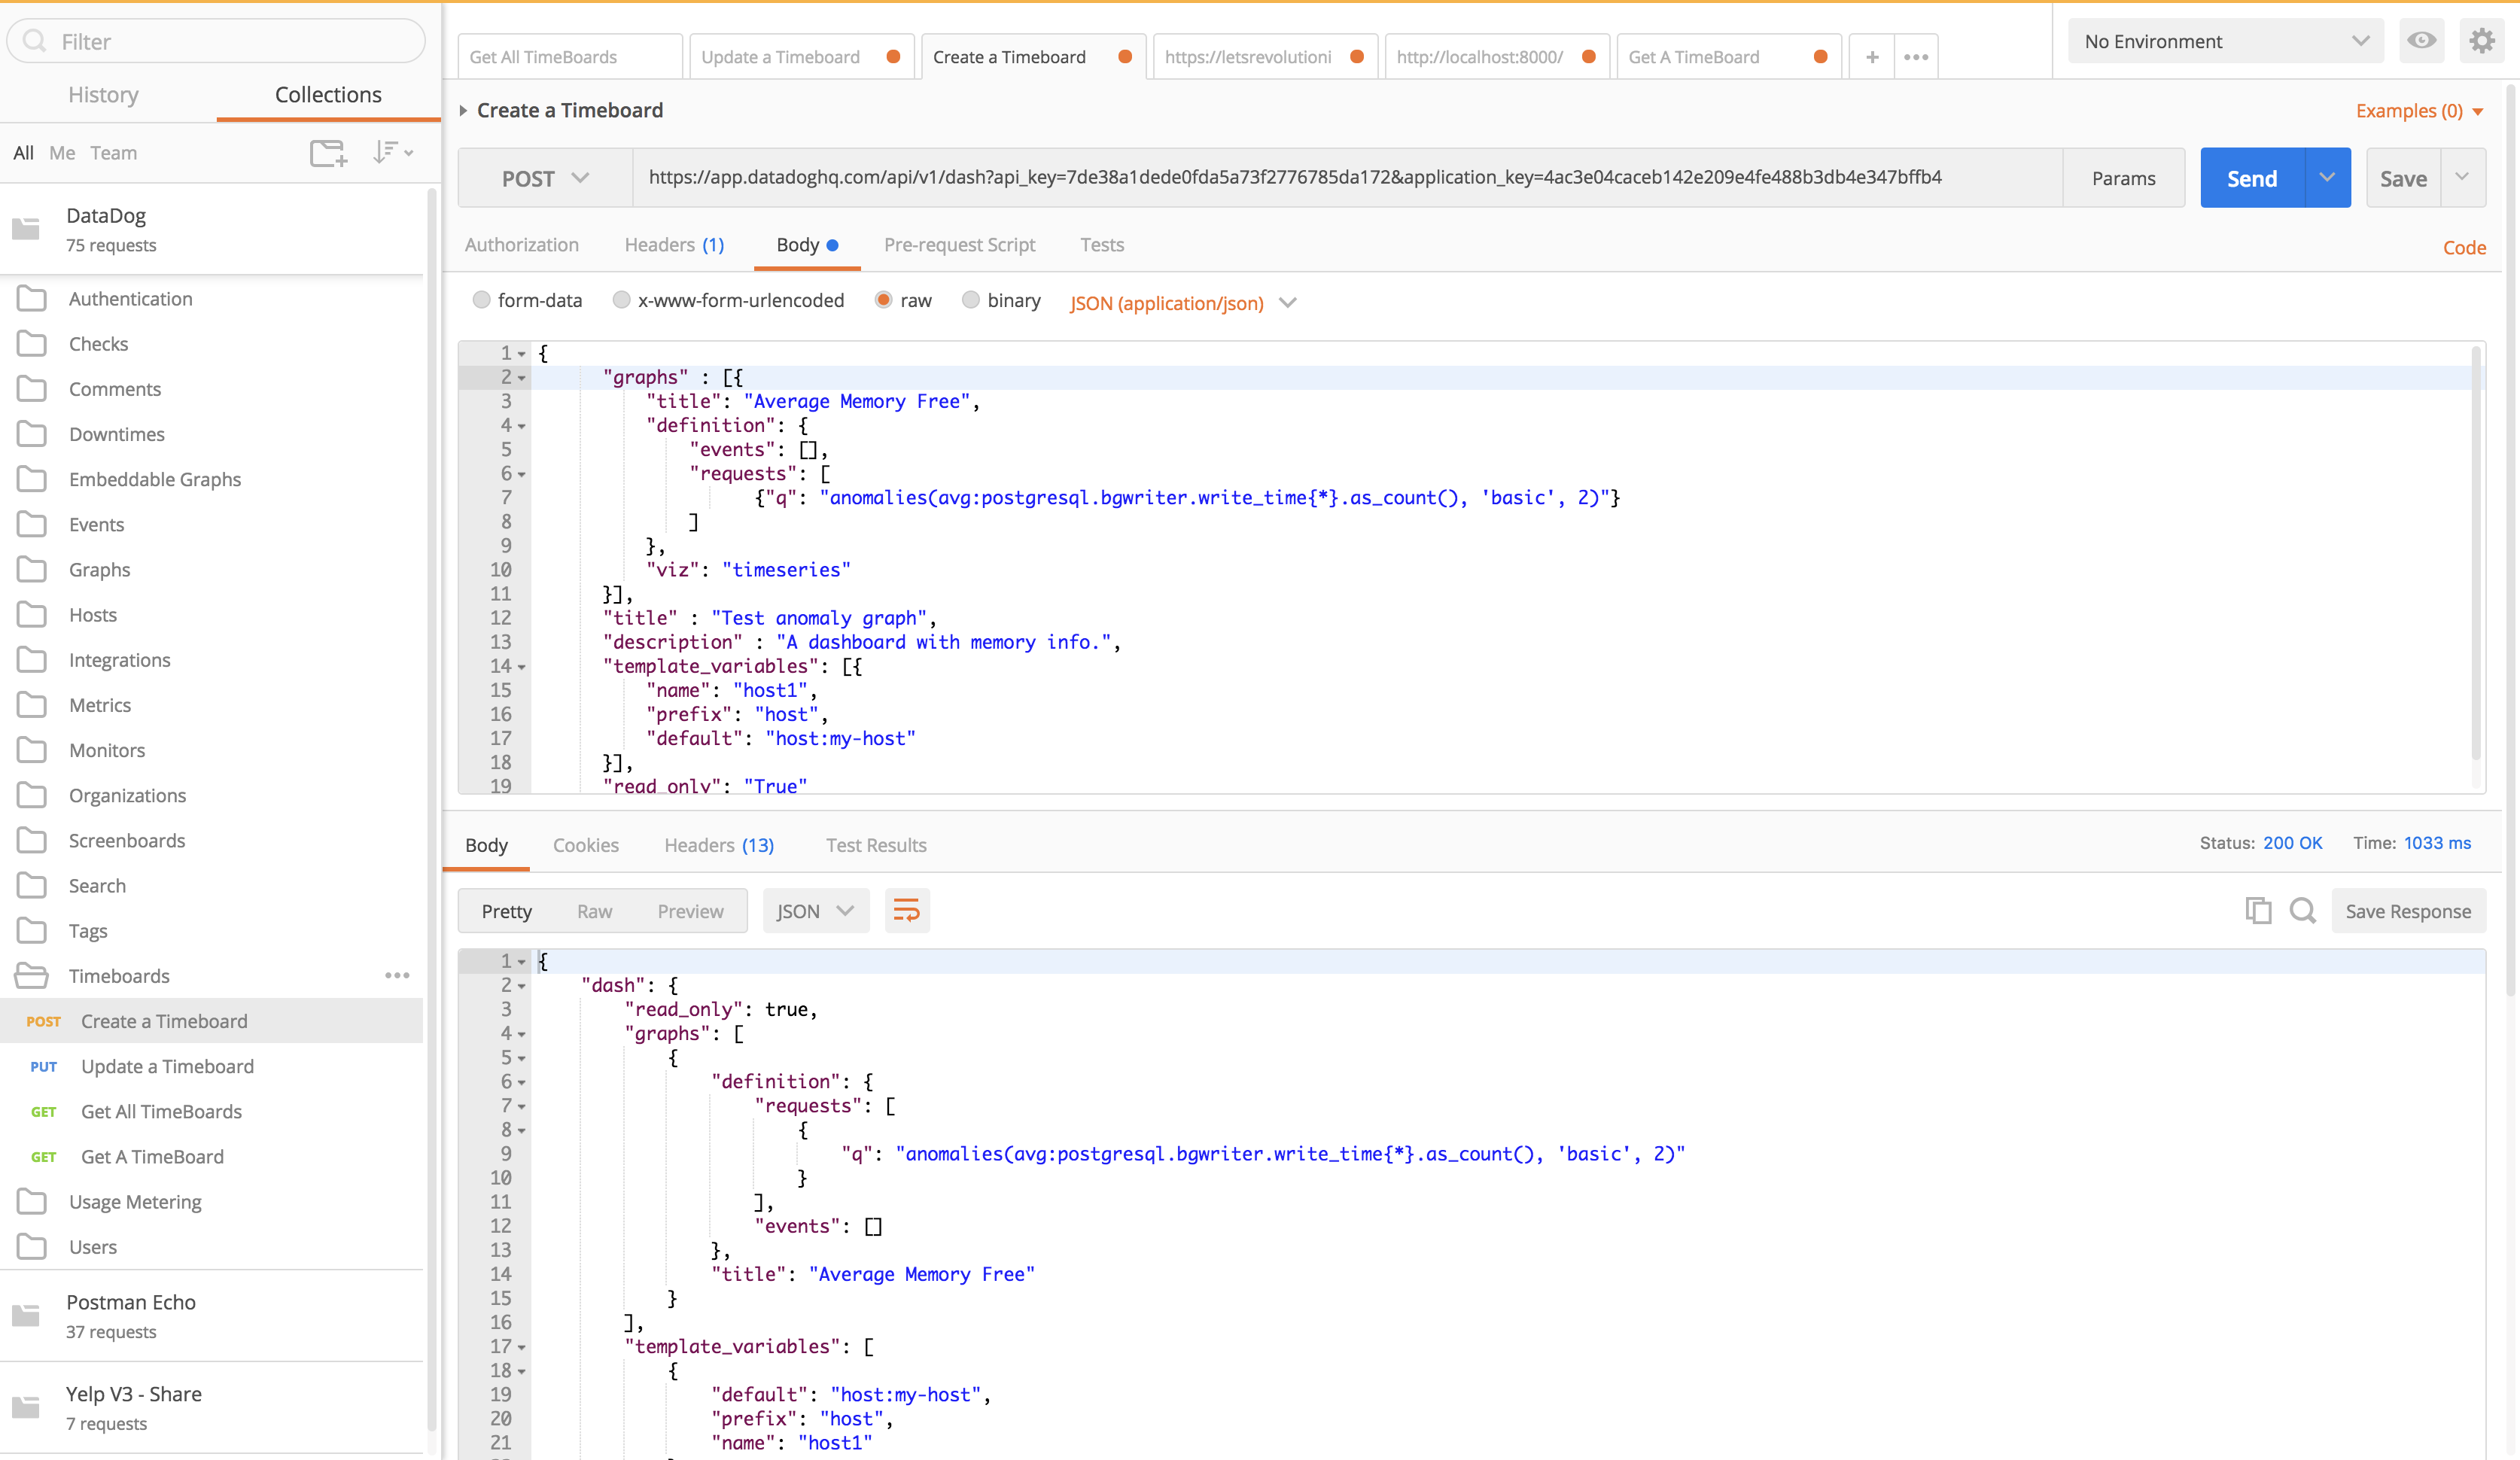 Filter
History Collections
All Me Team
DataDog
75 requests
Authentication
Checks
Comments
Downtimes
Embeddable Graphs
Events
Graphs
Hosts
Integrations
Metrics
Monitors
Organizations
Screenboards
Search
Tags
Timeboards
POST Create a Timeboard
PUT Update a Timeboard
GET Get All TimeBoards
GET Get A TimeBoard
Usage Metering
Users
Postman Echo
37 requests
Yelp V3 - Share
7 requests
Get All TimeBoards Update a Timeboard Create a Timeboard https://letsrevolutioni http://localhost:8000/ Get A TimeBoard + No Environment
Create a Timeboard Examples (0)
POST https://app.datadoghq.com/api/v1/dash?api_key=7de38a1dede0fda5a73f2776785da172&application_key=4ac3e04caceb142e209e4fe488b3db4e347bffb4 Params Send Save
Authorization Headers (1) Body Pre-request Script Tests Code
form-data x-www-form-urlencoded raw binary JSON (application/json)
1 {
2 "graphs" : [{
3 "title": "Average Memory Free",
4 "definition": {
5 "events": [],
6 "requests": [
7 {"q": "anomalies(avg:postgresql.bgwriter.write_time{*}.as_count(), 'basic', 2)"}
8 ]
9 },
10 "viz": "timeseries"
11 }],
12 "title" : "Test anomaly graph",
13 "description" : "A dashboard with memory info.",
14 "template_variables": [{
15 "name": "host1",
16 "prefix": "host",
17 "default": "host:my-host"
18 }],
19 "read_only": "True"
Body Cookies Headers (13) Test Results Status: 200 OK Time: 1033 ms
Pretty Raw Preview JSON Save Response
1 {
2 "dash": {
3 "read_only": true,
4 "graphs": [
5 {
6 "definition": {
7 "requests": [
8 {
9 "q": "anomalies(avg:postgresql.bgwriter.write_time{*}.as_count(), 'basic', 2)"
10 }
11 ],
12 "events": []
13 },
14 "title": "Average Memory Free"
15 }
16 ],
17 "template_variables": [
18 {
19 "default": "host:my-host",
20 "prefix": "host",
21 "name": "host1"